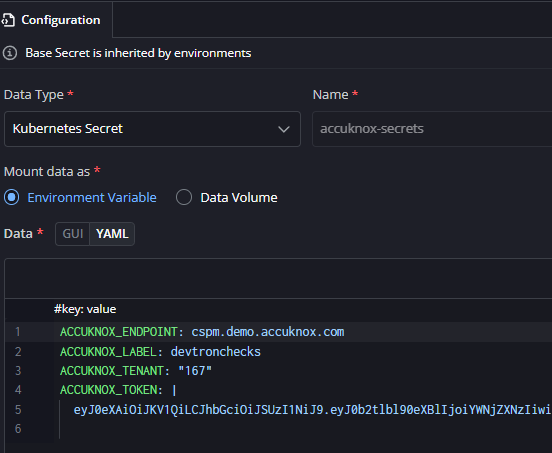 Configuration
Base Secret is inherited by environments
Data Type *
Name *
Kubernetes Secret
accuknox-secrets
Mount data as *
Environment Variable
Data Volume
Data *
GUI
YAML
#key: value
1 ACCUKNOX_ENDPOINT: cspm.demo.accuknox.com
2 ACCUKNOX_LABEL: devtronchecks
3 ACCUKNOX_TENANT: "167"
4 ACCUKNOX_TOKEN: |
5 eyJ0eXAiOiJKV1QiLCJhbGciOiJSUzI1NiJ9.eyJ0b2tlbl90eXBlIjoiYWNjZXNzIiwi
6